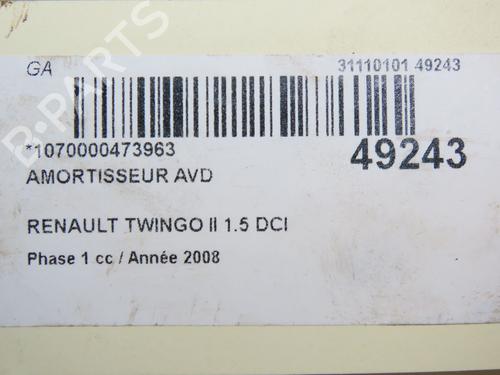 GA
31110101 49243
*1070000473963
49243
AMORTISSEUR AVD
RENAULT TWINGO II 1.5 DCI
Phase 1 cc / Année 2008
B-PARTS